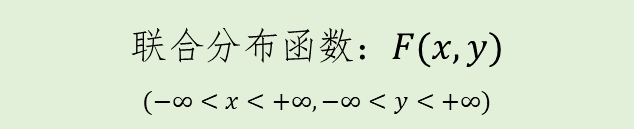 联合分布函数：F(x,y)
(−∞ < x < +∞,−∞ < y < +∞)